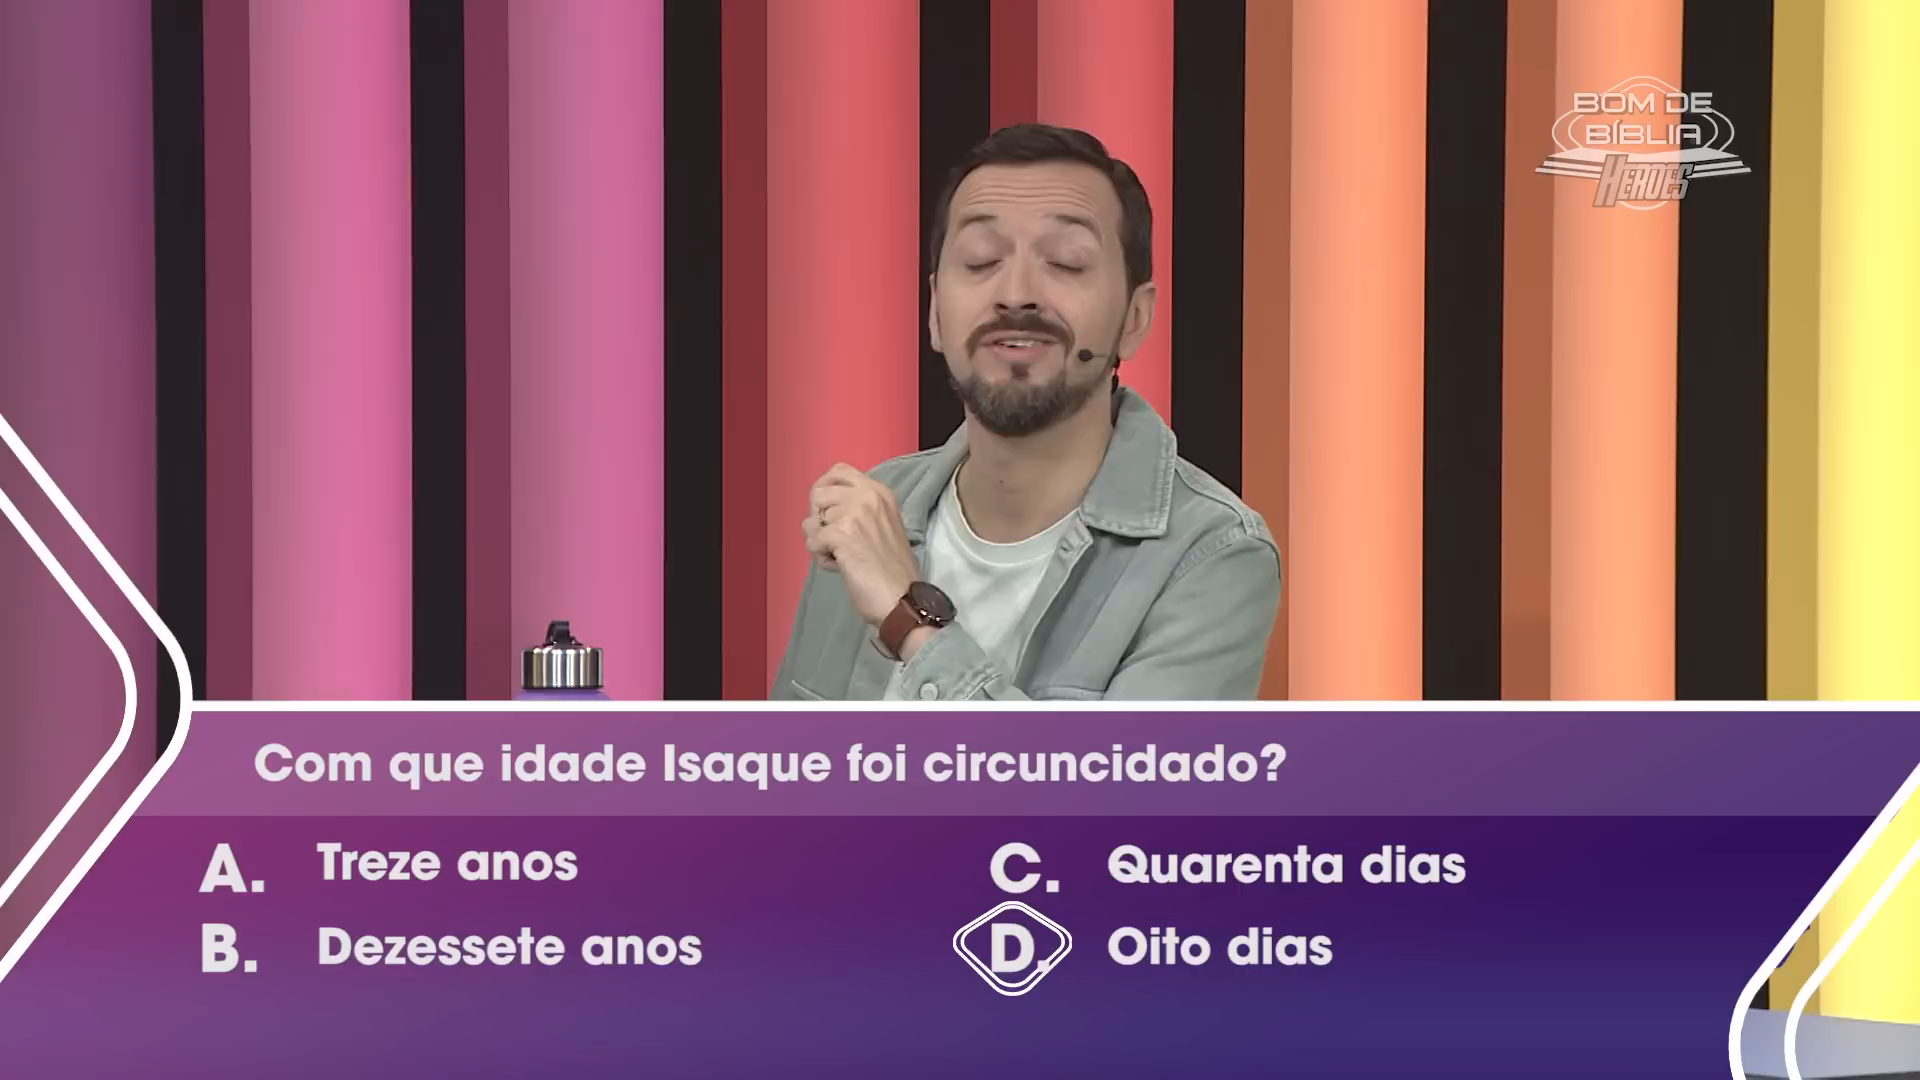 BOM DE
BÍBLIA
HEROES
Com que idade Isaque foi circuncidado?
A. Treze anos
B. Dezessete anos
C. Quarenta dias
D. Oito dias